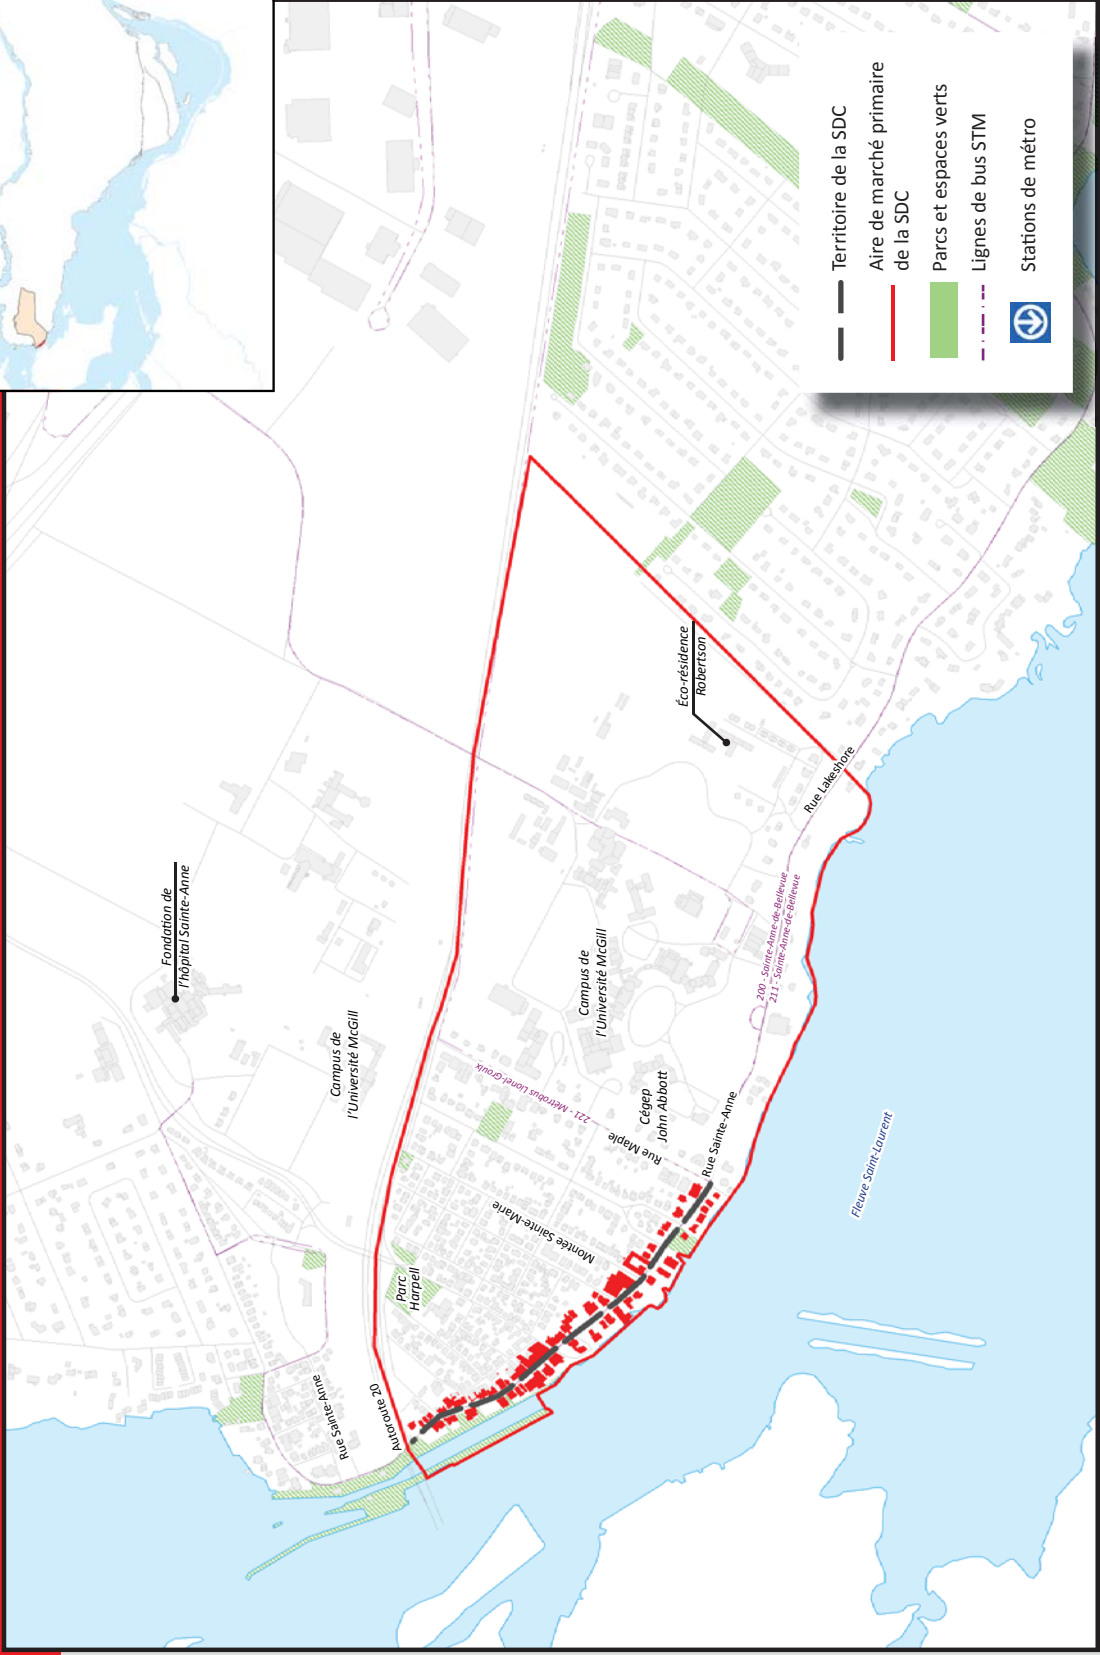 Fondation de
l'hôpital Sainte-Anne
Campus de
l'Université McGill
Rue Sainte-Anne
Autoroute 20
Parc
Harpell
Montée Sainte-Marie
221 - Métrobus Lionel-Groulx
Rue Maple
Cégep
John Abbott
Campus de
l'Université McGill
Éco-résidence
Robertson
Rue Sainte-Anne
200 - Sainte-Anne-de-Bellevue
211 - Sainte-Anne-de-Bellevue
Rue Lakeshore
Fleuve Saint-Laurent
Territoire de la SDC
Aire de marché primaire
de la SDC
Parcs et espaces verts
Lignes de bus STM
Stations de métro